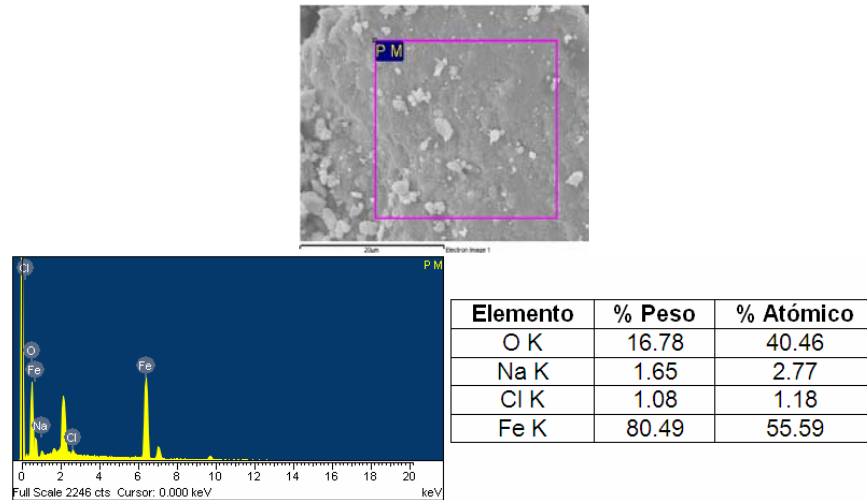 P M
20µm
Electron Image 1
P M
Cl
O
Fe
Fe
Na
Cl
0 2 4 6 8 10 12 14 16 18 20
Full Scale 2246 cts Cursor: 0.000 keV
keV
Elemento % Peso % Atómico
O K 16.78 40.46
Na K 1.65 2.77
Cl K 1.08 1.18
Fe K 80.49 55.59